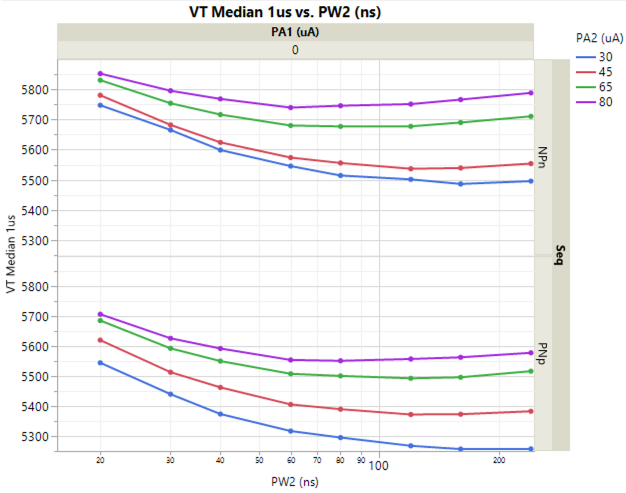 VT Median 1us vs. PW2 (ns)
PA1 (uA)
0
PA2 (uA)
30
45
65
80
VT Median 1us
5800
5700
5600
5500
5400
5300
NPn
Seq
5800
5700
5600
5500
5400
5300
PNp
20 30 40 50 60 70 80 90 100 200
PW2 (ns)